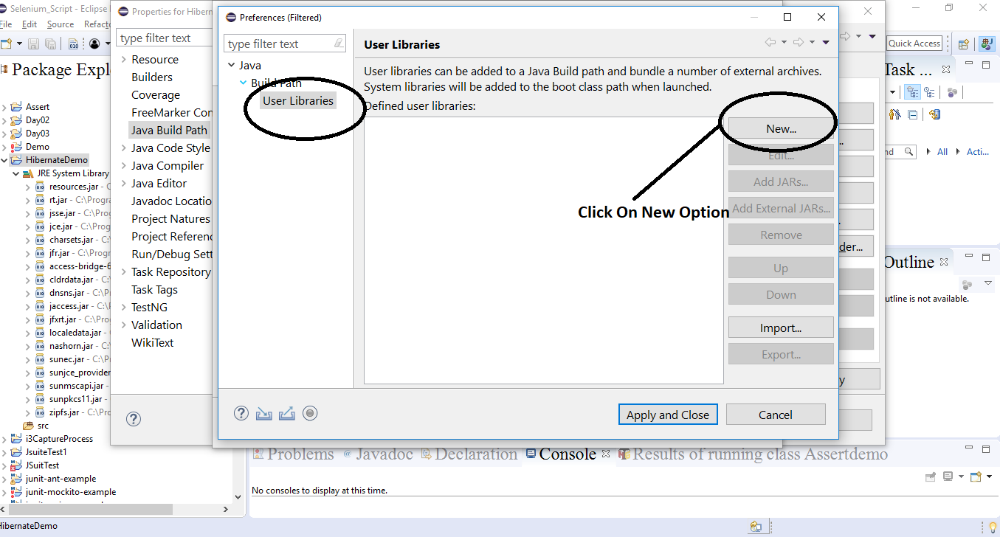 Selenium_Script - Eclipse
File Edit Source Refact
Package Expl
Assert
Day02
Day03
Demo
HibernateDemo
JRE System Library
resources.jar - C:\Progra
rt.jar - C:\Progra
jsse.jar - C:\Prog
jce.jar - C:\Prog
charsets.jar - C:
jfr.jar - C:\Prog
access-bridge-6
cldrdata.jar - C
dnsns.jar - C:\
jaccess.jar - C:\
jfxrt.jar - C:\Prog
localedata.jar -
nashorn.jar - C
sunec.jar - C:\P
sunjce_provider
sunmscapi.jar -
sunpkcs11.jar -
zipfs.jar - C:\Pr
src
i3CaptureProcess
JsuiteTest1
JSuitTest
junit-ant-example
junit-mockito-example
HibernateDemo
Properties for Hibern
type filter text
Resource
Builders
Coverage
FreeMarker Con
Java Build Path
Java Code Style
Java Compiler
Java Editor
Javadoc Locatio
Project Natures
Project Referenc
Run/Debug Sett
Task Repository
Task Tags
TestNG
Validation
WikiText
Preferences (Filtered)
type filter text
Java
Build Path
User Libraries
User Libraries
User libraries can be added to a Java Build path and bundle a number of external archives.
System libraries will be added to the boot class path when launched.
Defined user libraries:
New...
Edit...
Add JARs...
Add External JARs...
Remove
Up
Down
Import...
Export...
Click On New Option
Apply and Close
Cancel
der...
y
Quick Access
Task ...
nd
All
Acti...
Outline
utline is not available.
Problems @ Javadoc Declaration Console Results of running class Assertdemo
No consoles to display at this time.